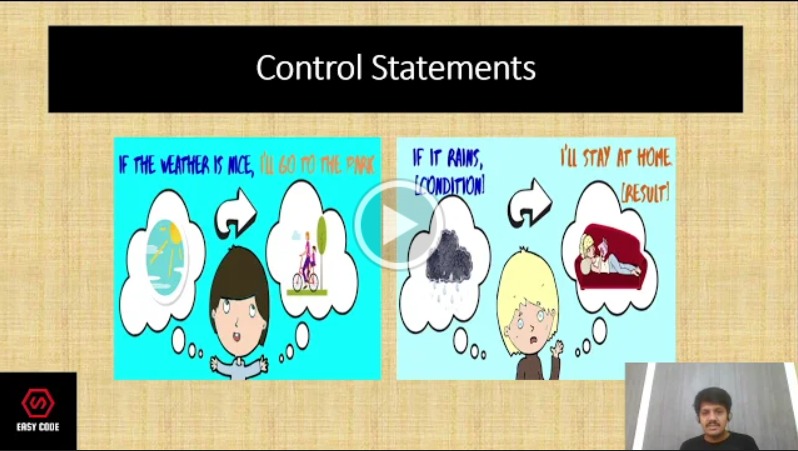 Control Statements
IF THE WEATHER IS NICE, I'LL GO TO THE PARK
IF IT RAINS,
[CONDITION]
I'LL STAY AT HOME.
[RESULT]
EASY CODE